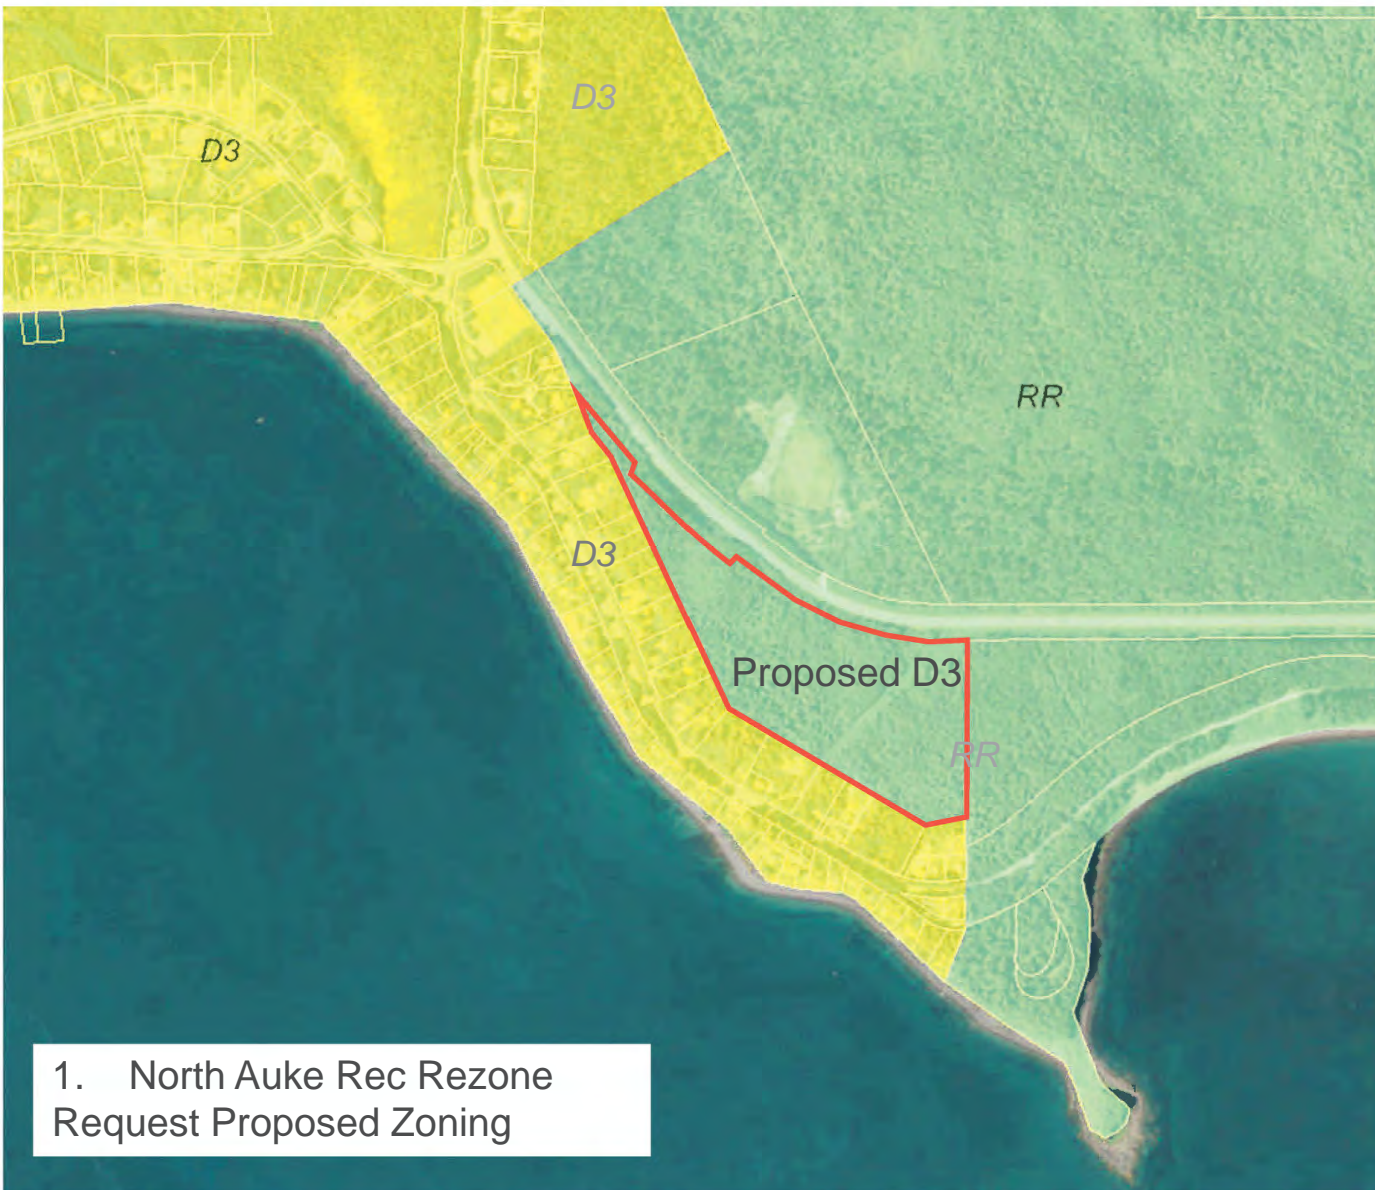 D3
D3
RR
D3
Proposed D3
RR
1. North Auke Rec Rezone
Request Proposed Zoning